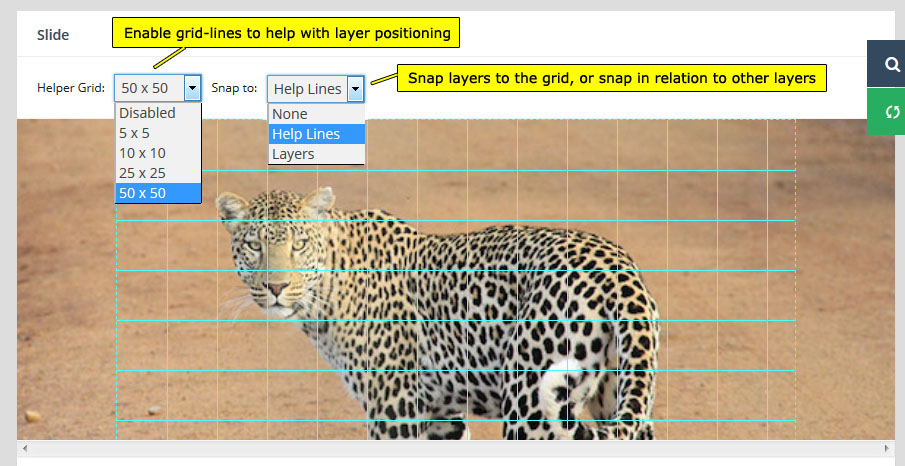 Slide
Enable grid-lines to help with layer positioning
Helper Grid: 50 x 50 Snap to: Help Lines
Snap layers to the grid, or snap in relation to other layers
Disabled
5 x 5
10 x 10
25 x 25
50 x 50
None
Help Lines
Layers